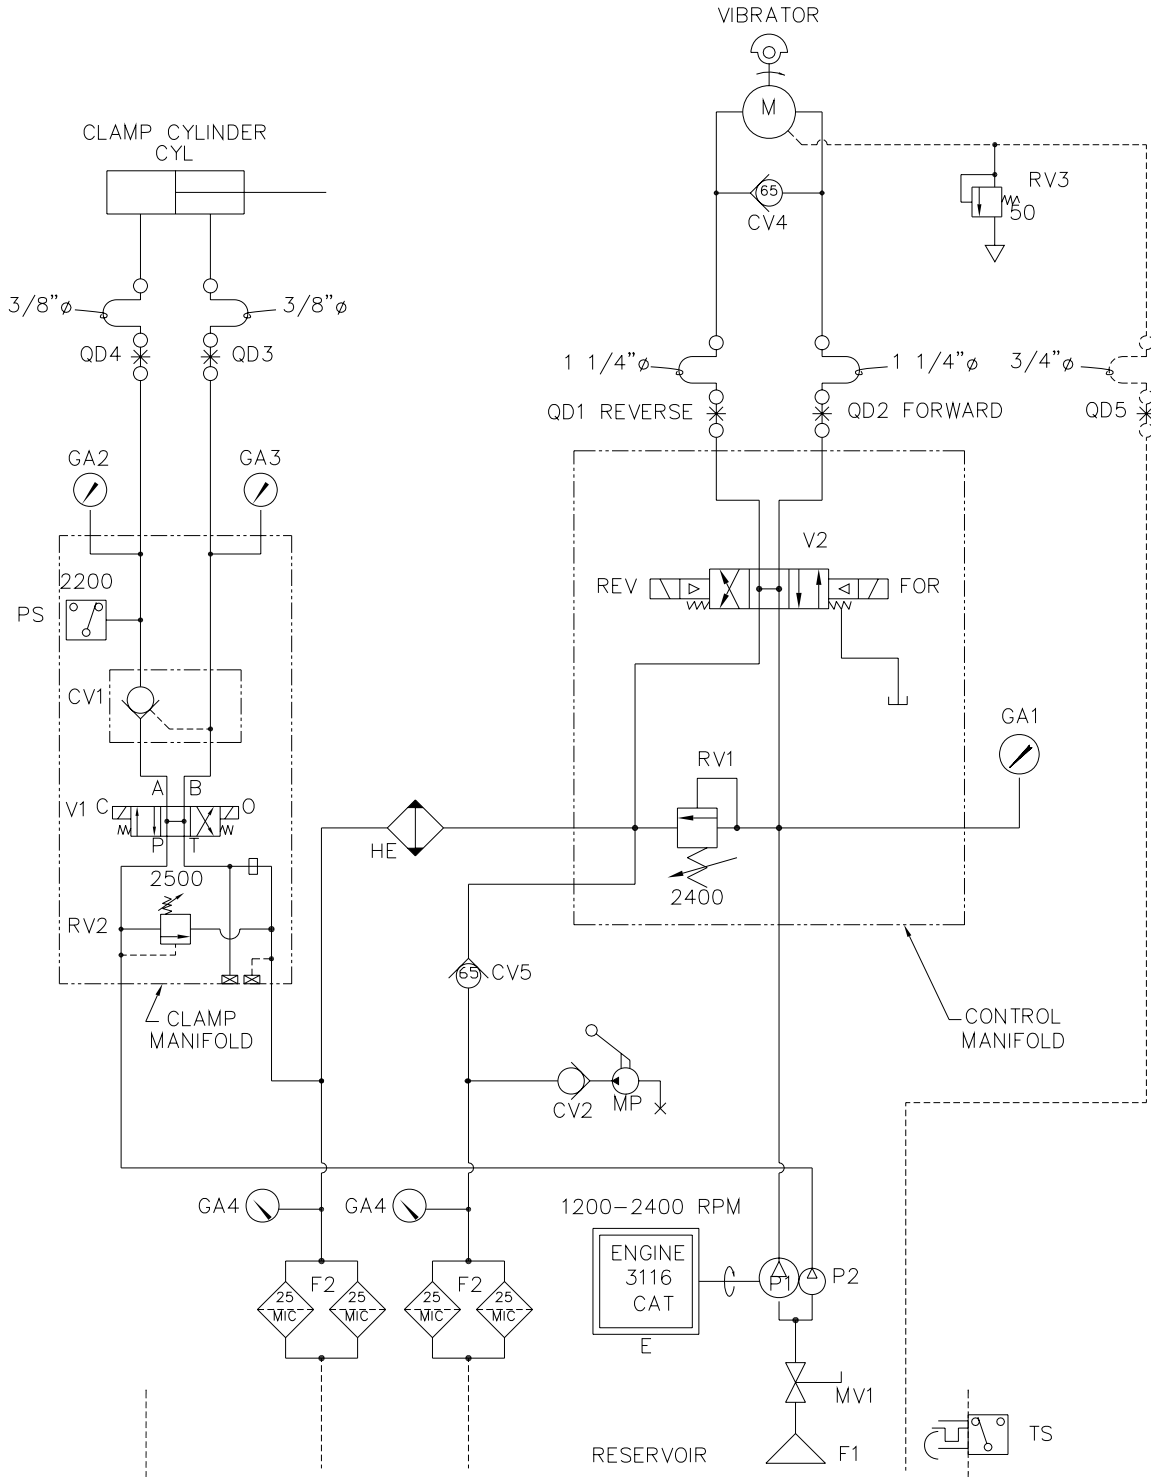 VIBRATOR
M
CLAMP CYLINDER
CYL
RV3
50
65
CV4
3/8"ø
3/8"ø
QD4
QD3
1 1/4"ø
1 1/4"ø
3/4"ø
QD1 REVERSE
QD2 FORWARD
QD5
GA2
GA3
V2
2200
PS
REV
FOR
CV1
GA1
RV1
A
B
V1
C
O
P
T
HE
2500
2400
RV2
65
CV5
CLAMP
MANIFOLD
CONTROL
MANIFOLD
CV2
MP
GA4
GA4
1200-2400 RPM
ENGINE
3116
CAT
E
P1
P2
F2
F2
25
MIC
25
MIC
25
MIC
25
MIC
MV1
RESERVOIR
F1
TS